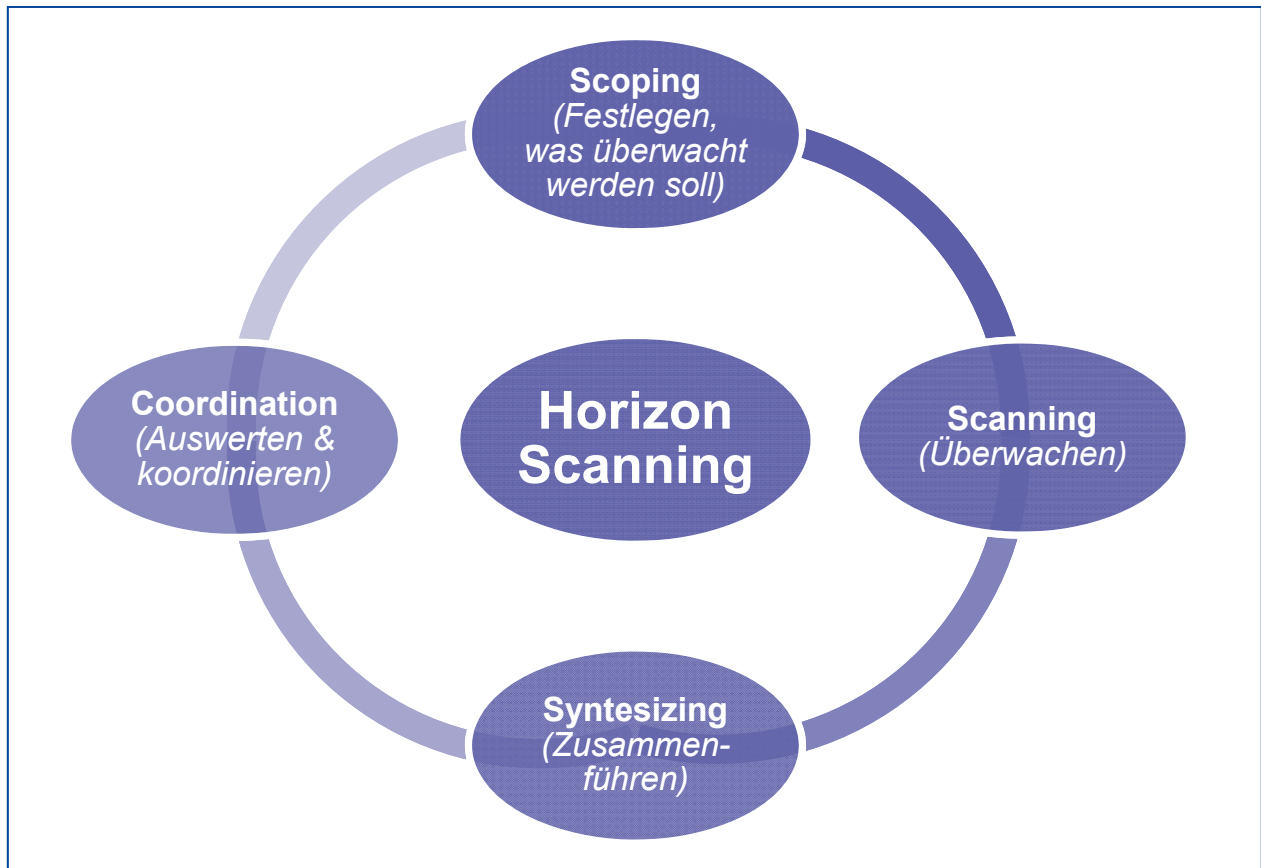 Scoping
(Festlegen,
was überwacht
werden soll)
Coordination
(Auswerten &
koordinieren)
Horizon
Scanning
Scanning
(Überwachen)
Syntesizing
(Zusammen-
führen)